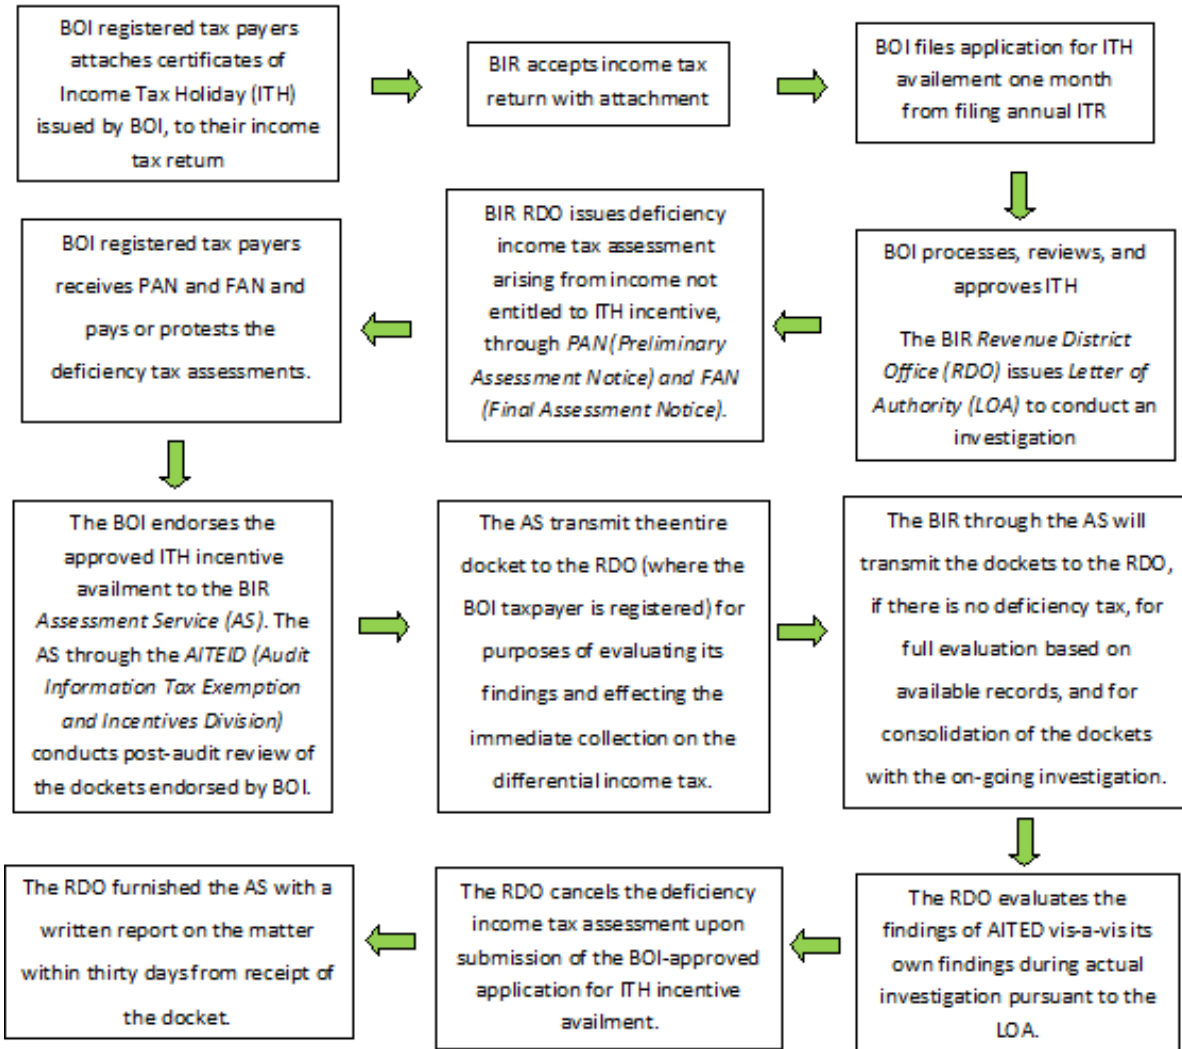 BOI registered tax payers
attaches certificates of
Income Tax Holiday (ITH)
issued by BOI, to their income
tax return
BIR accepts income tax
return with attachment
BOI files application for ITH
availement one month
from filing annual ITR
BOI processes, reviews, and
approves ITH
The BIR Revenue District
Office (RDO) issues Letter of
Authority (LOA) to conduct an
investigation
BIR RDO issues deficiency
income tax assessment
arising from income not
entitled to ITH incentive,
through PAN (Preliminary
Assessment Notice) and FAN
(Final Assessment Notice).
BOI registered tax payers
receives PAN and FAN and
pays or protests the
deficiency tax assessments.
The BOI endorses the
approved ITH incentive
availment to the BIR
Assessment Service (AS). The
AS through the AITEID (Audit
Information Tax Exemption
and Incentives Division)
conducts post-audit review of
the dockets endorsed by BOI.
The AS transmit theentire
docket to the RDO (where the
BOI taxpayer is registered) for
purposes of evaluating its
findings and effecting the
immediate collection on the
differential income tax.
The BIR through the AS will
transmit the dockets to the RDO,
if there is no deficiency tax, for
full evaluation based on
available records, and for
consolidation of the dockets
with the on-going investigation.
The RDO evaluates the
findings of AITED vis-a-vis its
own findings during actual
investigation pursuant to the
LOA.
The RDO cancels the deficiency
income tax assessment upon
submission of the BOI-approved
application for ITH incentive
availment.
The RDO furnished the AS with a
written report on the matter
within thirty days from receipt of
the docket.